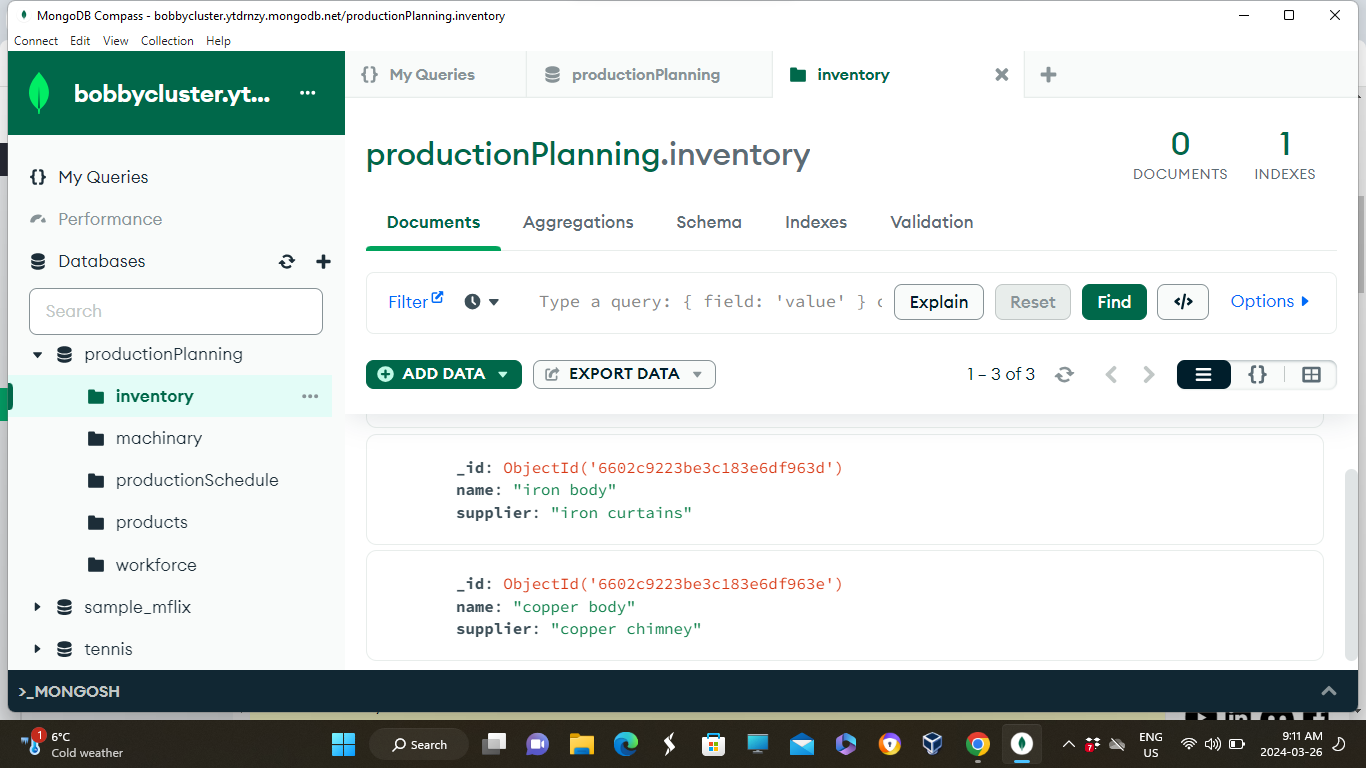 MongoDB Compass - bobbycluster.ytdrnzy.mongodb.net/productionPlanning.inventory
Connect Edit View Collection Help
bobbycluster.yt... ...
{} My Queries
productionPlanning
inventory
productionPlanning.inventory
0
DOCUMENTS
1
INDEXES
My Queries
Performance
Databases
Search
productionPlanning
inventory
machinary
productionSchedule
products
workforce
sample_mflix
tennis
Documents Aggregations Schema Indexes Validation
Filter Type a query: { field: 'value' } Explain Reset Find </> Options
ADD DATA EXPORT DATA 1 – 3 of 3 {}
_id: ObjectId('6602c9223be3c183e6df963d')
name: "iron body"
supplier: "iron curtains"
_id: ObjectId('6602c9223be3c183e6df963e')
name: "copper body"
supplier: "copper chimney"
>_MONGOSH
1
6°C
Cold weather
Search
7
ENG
US
9:11 AM
2024-03-26